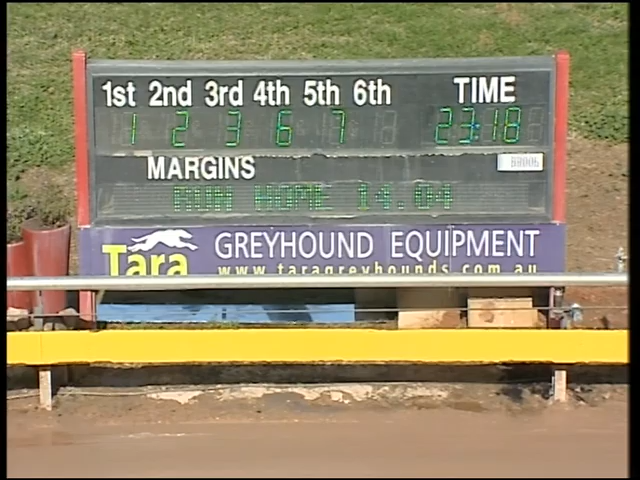 1st 2nd 3rd 4th 5th 6th TIME
1 2 3 6 7 23:18
MARGINS
RUN HOME 14.04
Tara GREYHOUND EQUIPMENT
www.taragreyhounds.com.au